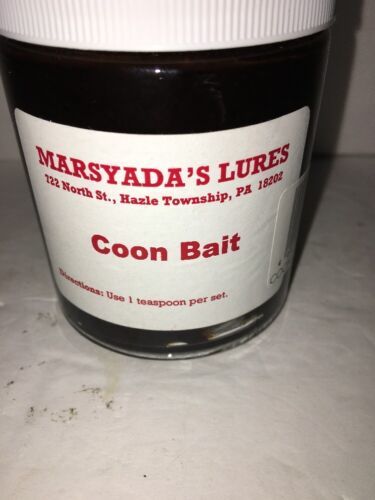 MARSYADA'S LURES
722 North St., Hazle Township, PA 18202
Coon Bait
Directions: Use 1 teaspoon per set.